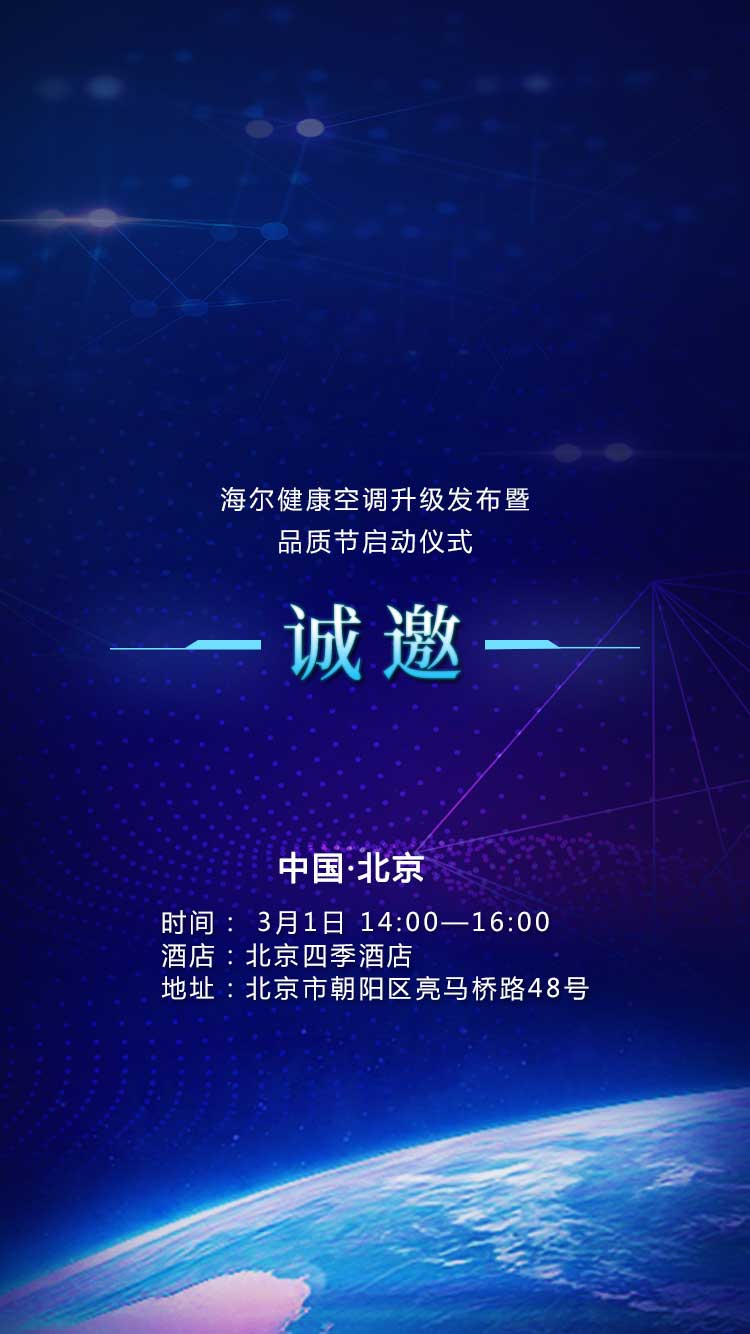 海尔健康空调升级发布暨
品质节启动仪式
诚邀
中国·北京
时间： 3月1日 14:00—16:00
酒店：北京四季酒店
地址：北京市朝阳区亮马桥路48号